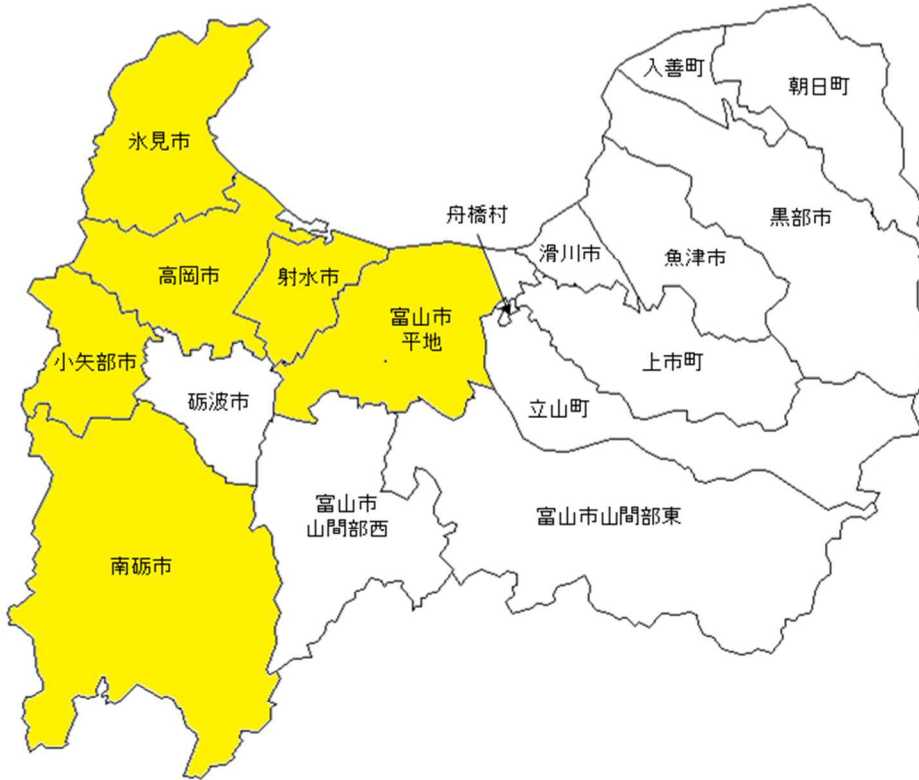 入善町
朝日町
氷見市
舟橋村
黒部市
滑川市
魚津市
高岡市
射水市
富山市
平地
小矢部市
上市町
砺波市
立山町
富山市
山間部西
富山市山間部東
南砺市